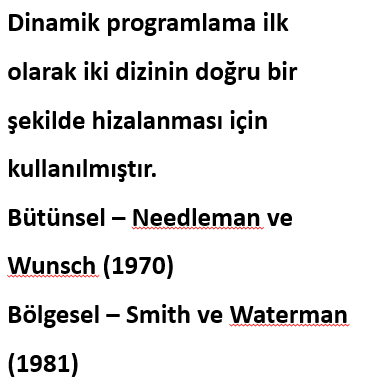 Dinamik programlama ilk
olarak iki dizinin doğru bir
şekilde hizalanması için
kullanılmıştır.
Bütünsel – Needleman ve
Wunsch (1970)
Bölgesel – Smith ve Waterman
(1981)